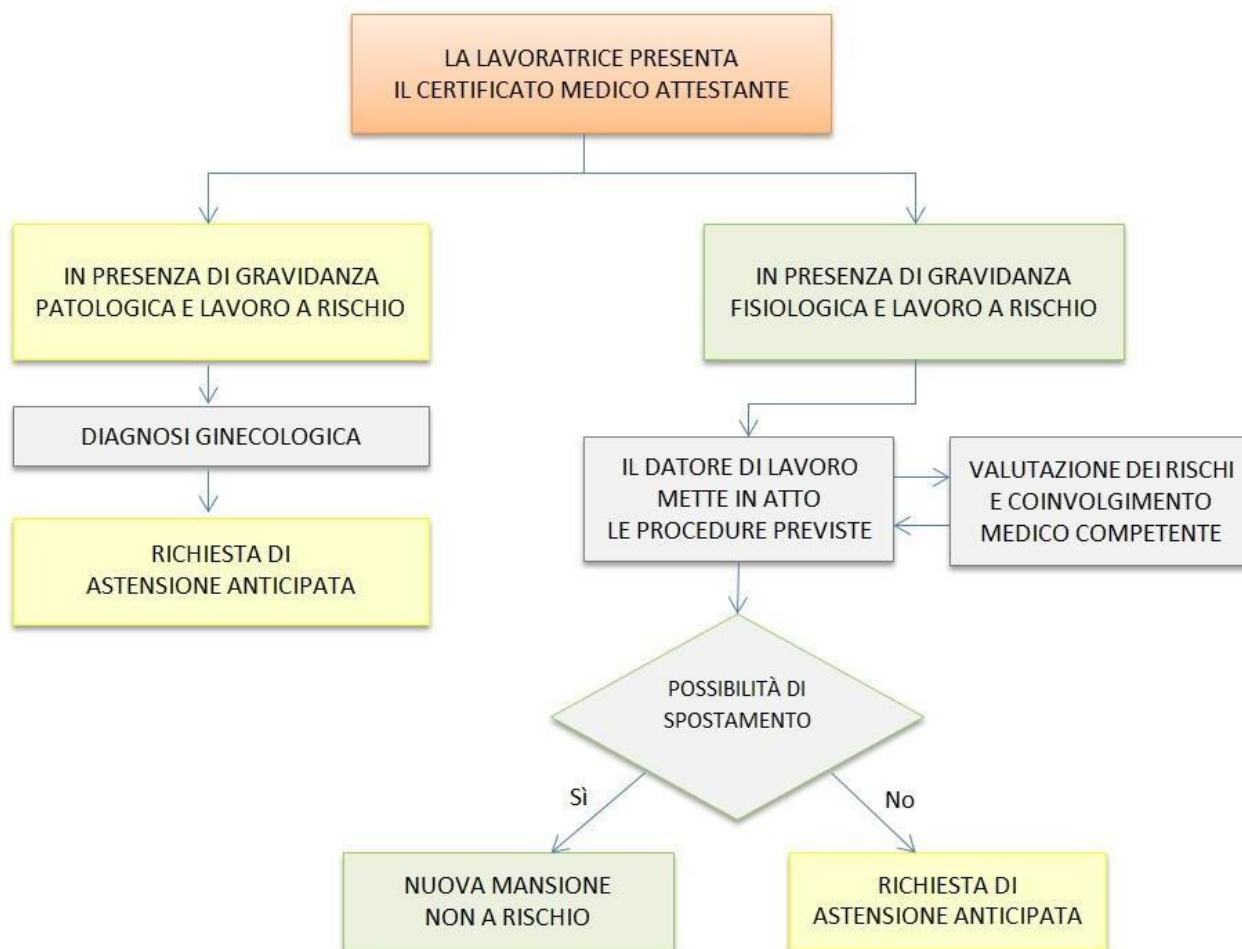 LA LAVORATRICE PRESENTA
IL CERTIFICATO MEDICO ATTESTANTE
IN PRESENZA DI GRAVIDANZA
PATOLOGICA E LAVORO A RISCHIO
IN PRESENZA DI GRAVIDANZA
FISIOLOGICA E LAVORO A RISCHIO
DIAGNOSI GINECOLOGICA
RICHIESTA DI
ASTENSIONE ANTICIPATA
IL DATORE DI LAVORO
METTE IN ATTO
LE PROCEDURE PREVISTE
VALUTAZIONE DEI RISCHI
E COINVOLGIMENTO
MEDICO COMPETENTE
POSSIBILITÀ DI
SPOSTAMENTO
Sì
No
NUOVA MANSIONE
NON A RISCHIO
RICHIESTA DI
ASTENSIONE ANTICIPATA